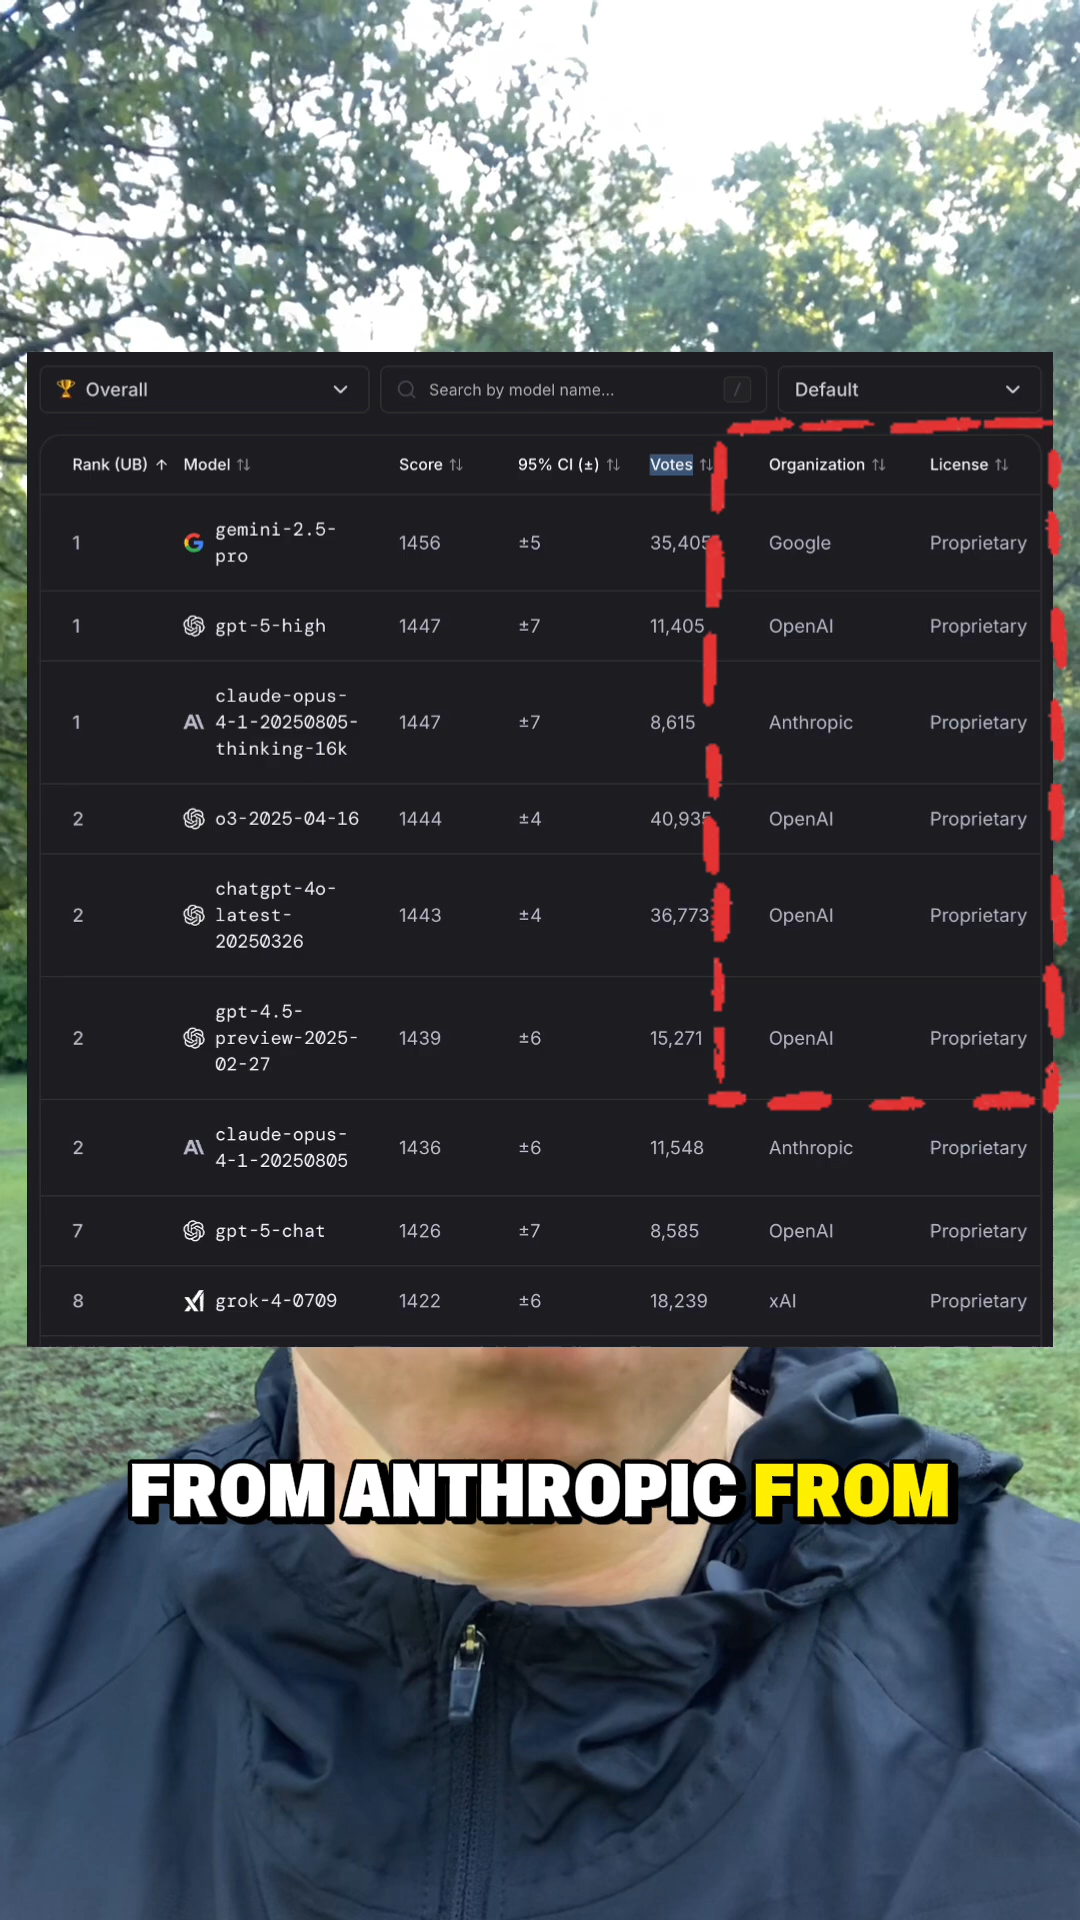 Overall
Search by model name...
/
Default
Rank (UB) ↑ Model Score 95% CI (±) Votes Organization License
1 gemini-2.5-pro 1456 ±5 35,405 Google Proprietary
1 gpt-5-high 1447 ±7 11,405 OpenAI Proprietary
1 claude-opus-4-1-20250805-thinking-16k 1447 ±7 8,615 Anthropic Proprietary
2 o3-2025-04-16 1444 ±4 40,935 OpenAI Proprietary
2 chatgpt-4o-latest-20250326 1443 ±4 36,773 OpenAI Proprietary
2 gpt-4.5-preview-2025-02-27 1439 ±6 15,271 OpenAI Proprietary
2 claude-opus-4-1-20250805 1436 ±6 11,548 Anthropic Proprietary
7 gpt-5-chat 1426 ±7 8,585 OpenAI Proprietary
8 grok-4-0709 1422 ±6 18,239 xAI Proprietary
FROM ANTHROPIC FROM